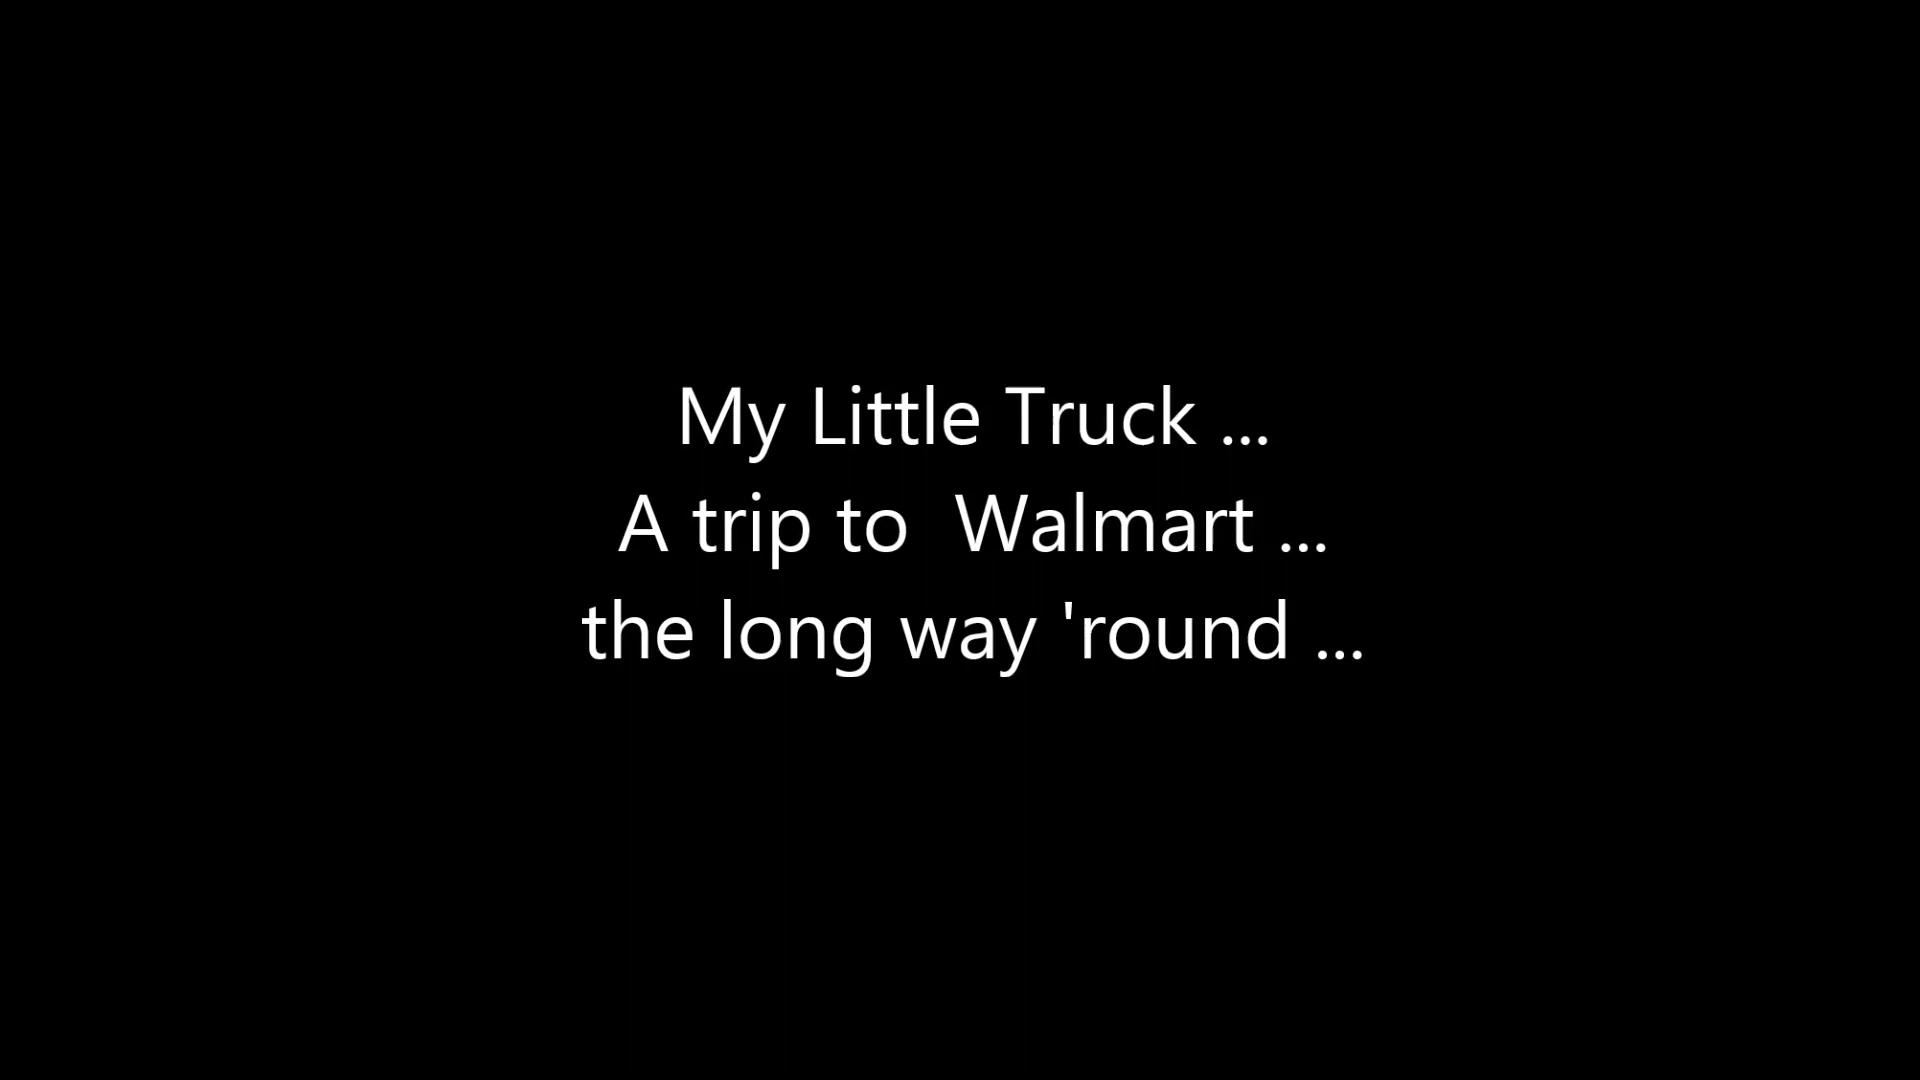 My Little Truck ...
A trip to  Walmart ...
the long way 'round ...